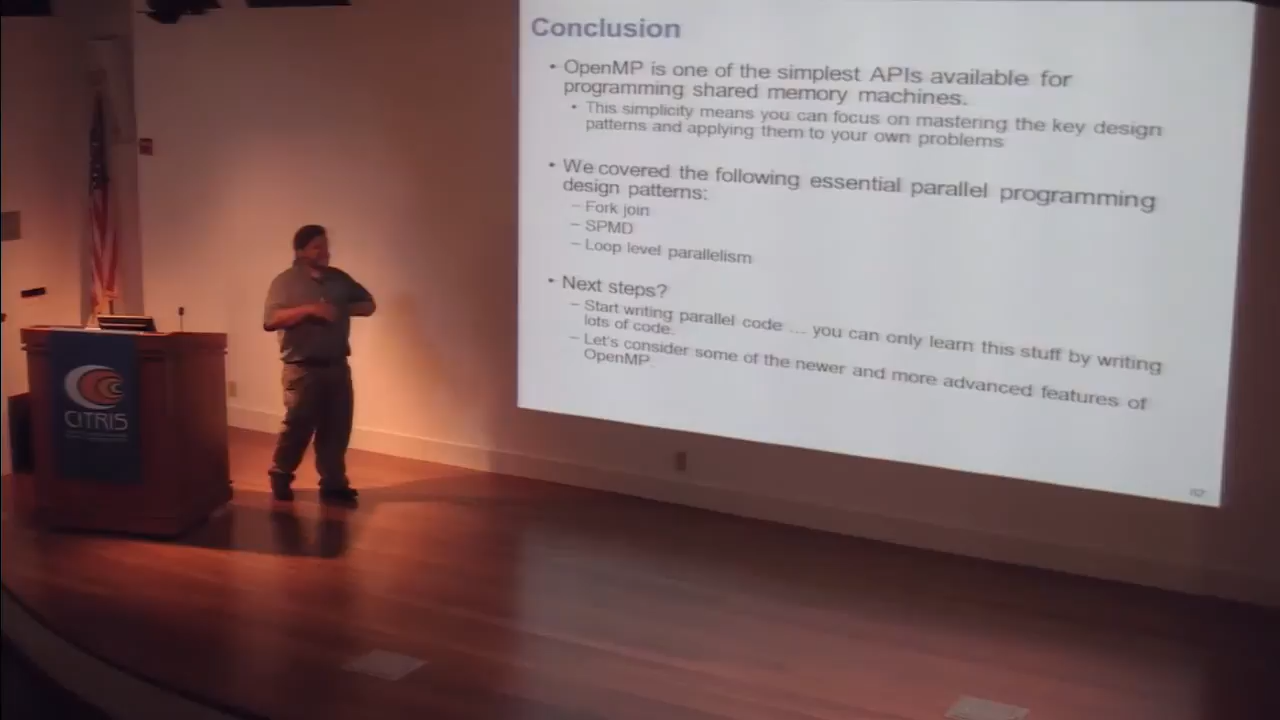 Conclusion
• OpenMP is one of the simplest APIs available for
programming shared memory machines.
• This simplicity means you can focus on mastering the key design
patterns and applying them to your own problems
• We covered the following essential parallel programming
design patterns:
– Fork join
– SPMD
– Loop level parallelism
• Next steps?
– Start writing parallel code ... you can only learn this stuff by writing
lots of code.
– Let's consider some of the newer and more advanced features of
OpenMP.
CITRIS